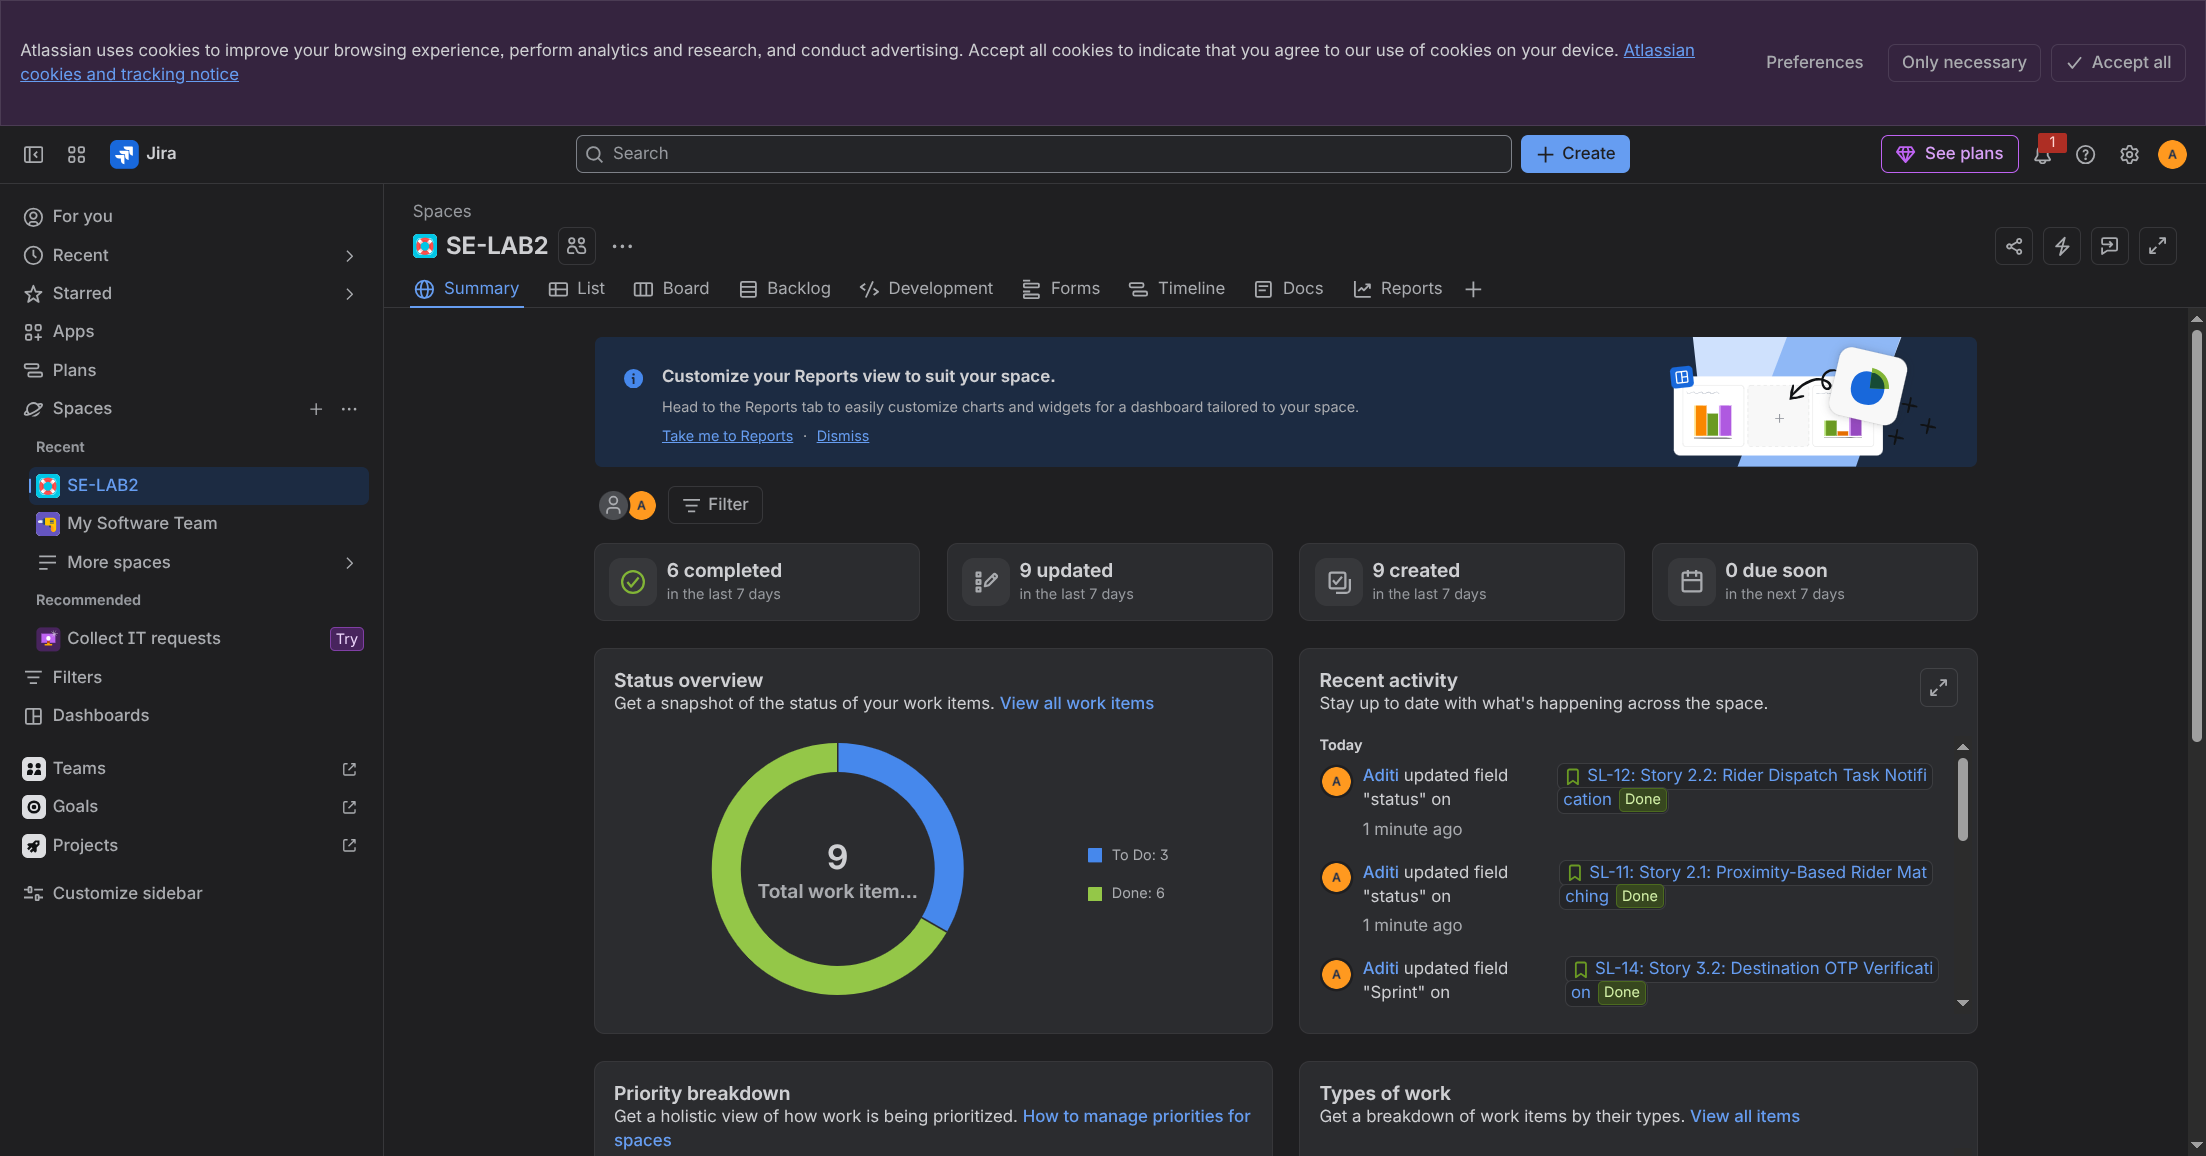 Atlassian uses cookies to improve your browsing experience, perform analytics and research, and conduct advertising. Accept all cookies to indicate that you agree to our use of cookies on your device. Atlassian
cookies and tracking notice
Preferences
Only necessary
Accept all
Jira
Search
Create
See plans
1
A
For you
Recent
Starred
Apps
Plans
Spaces
Recent
SE-LAB2
My Software Team
More spaces
Recommended
Collect IT requests
Try
Filters
Dashboards
Teams
Goals
Projects
Customize sidebar
Spaces
SE-LAB2
Summary
List
Board
Backlog
Development
Forms
Timeline
Docs
Reports
Customize your Reports view to suit your space.
Head to the Reports tab to easily customize charts and widgets for a dashboard tailored to your space.
Take me to Reports · Dismiss
A
Filter
6 completed
in the last 7 days
9 updated
in the last 7 days
9 created
in the last 7 days
0 due soon
in the next 7 days
Status overview
Get a snapshot of the status of your work items. View all work items
9
Total work item...
To Do: 3
Done: 6
Recent activity
Stay up to date with what's happening across the space.
Today
A
Aditi updated field
"status" on
1 minute ago
SL-12: Story 2.2: Rider Dispatch Task Notifi
cation Done
A
Aditi updated field
"status" on
1 minute ago
SL-11: Story 2.1: Proximity-Based Rider Mat
ching Done
A
Aditi updated field
"Sprint" on
SL-14: Story 3.2: Destination OTP Verificati
on Done
Priority breakdown
Get a holistic view of how work is being prioritized. How to manage priorities for
spaces
Types of work
Get a breakdown of work items by their types. View all items